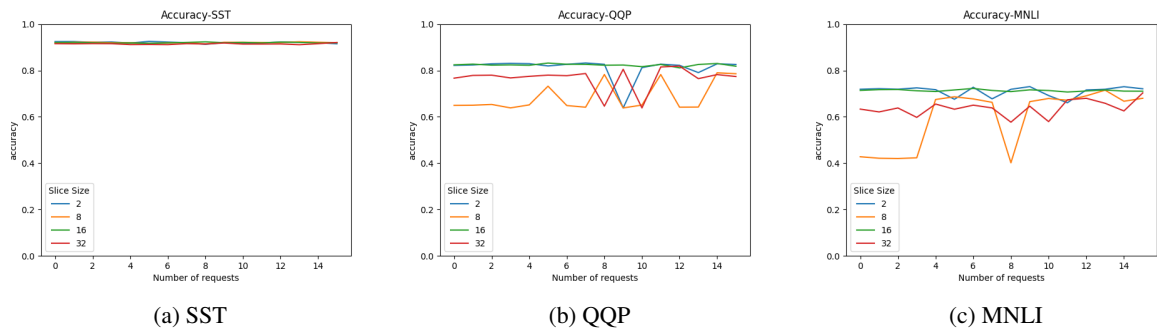 Accuracy-SST
1.0
0.8
0.6
0.4
0.2
0.0
accuracy
Slice Size
2
8
16
32
0 2 4 6 8 10 12 14
Number of requests
(a) SST
Accuracy-QQP
1.0
0.8
0.6
0.4
0.2
0.0
accuracy
Slice Size
2
8
16
32
0 2 4 6 8 10 12 14
Number of requests
(b) QQP
Accuracy-MNLI
1.0
0.8
0.6
0.4
0.2
0.0
accuracy
Slice Size
2
8
16
32
0 2 4 6 8 10 12 14
Number of requests
(c) MNLI